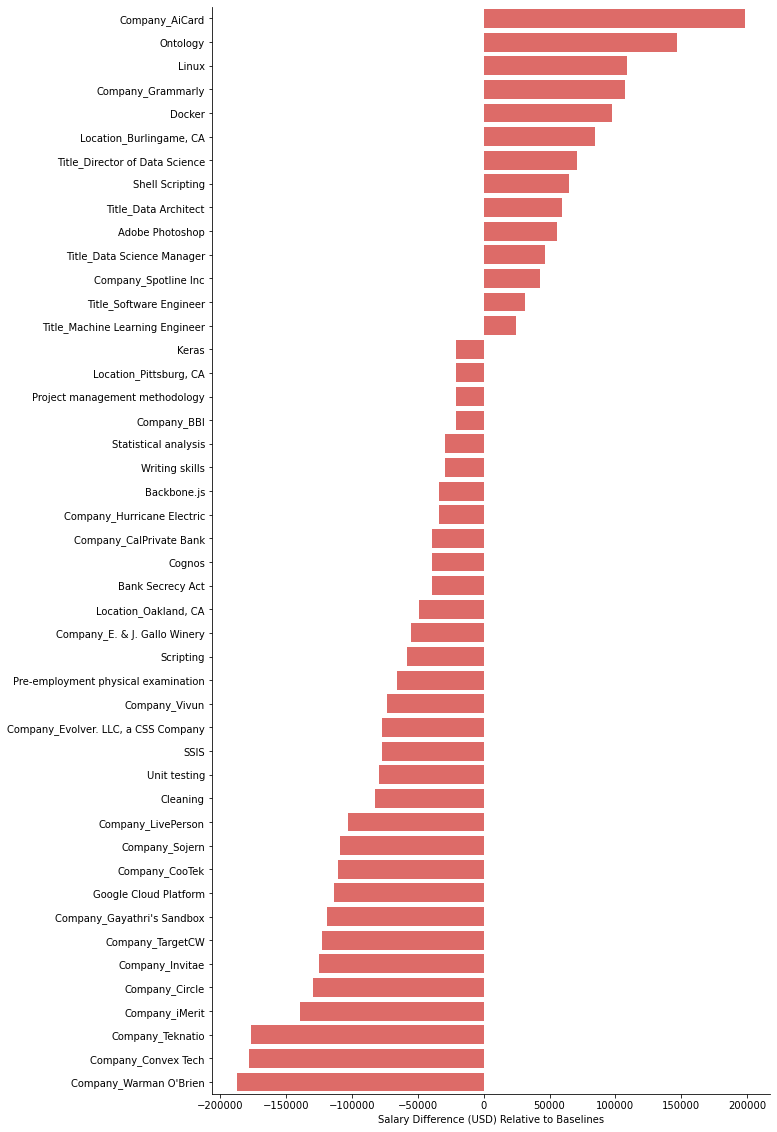 Company_AiCard
Ontology
Linux
Company_Grammarly
Docker
Location_Burlingame, CA
Title_Director of Data Science
Shell Scripting
Title_Data Architect
Adobe Photoshop
Title_Data Science Manager
Company_Spotline Inc
Title_Software Engineer
Title_Machine Learning Engineer
Keras
Location_Pittsburg, CA
Project management methodology
Company_BBI
Statistical analysis
Writing skills
Backbone.js
Company_Hurricane Electric
Company_CalPrivate Bank
Cognos
Bank Secrecy Act
Location_Oakland, CA
Company_E. & J. Gallo Winery
Scripting
Pre-employment physical examination
Company_Vivun
Company_Evolver. LLC, a CSS Company
SSIS
Unit testing
Cleaning
Company_LivePerson
Company_Sojern
Company_CooTek
Google Cloud Platform
Company_Gayathri's Sandbox
Company_TargetCW
Company_Invitae
Company_Circle
Company_iMerit
Company_Teknatio
Company_Convex Tech
Company_Warman O'Brien
−200000 −150000 −100000 −50000 0 50000 100000 150000 200000
Salary Difference (USD) Relative to Baselines